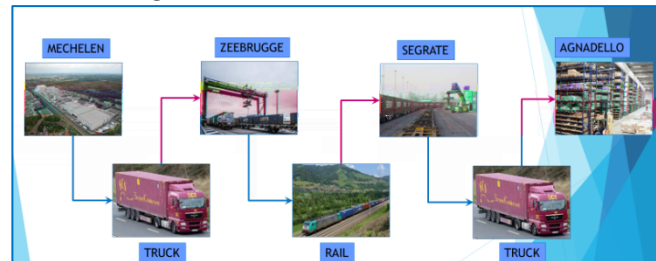 MECHELEN
ZEEBRUGGE
SEGRATE
AGNADELLO
TRUCK
RAIL
TRUCK